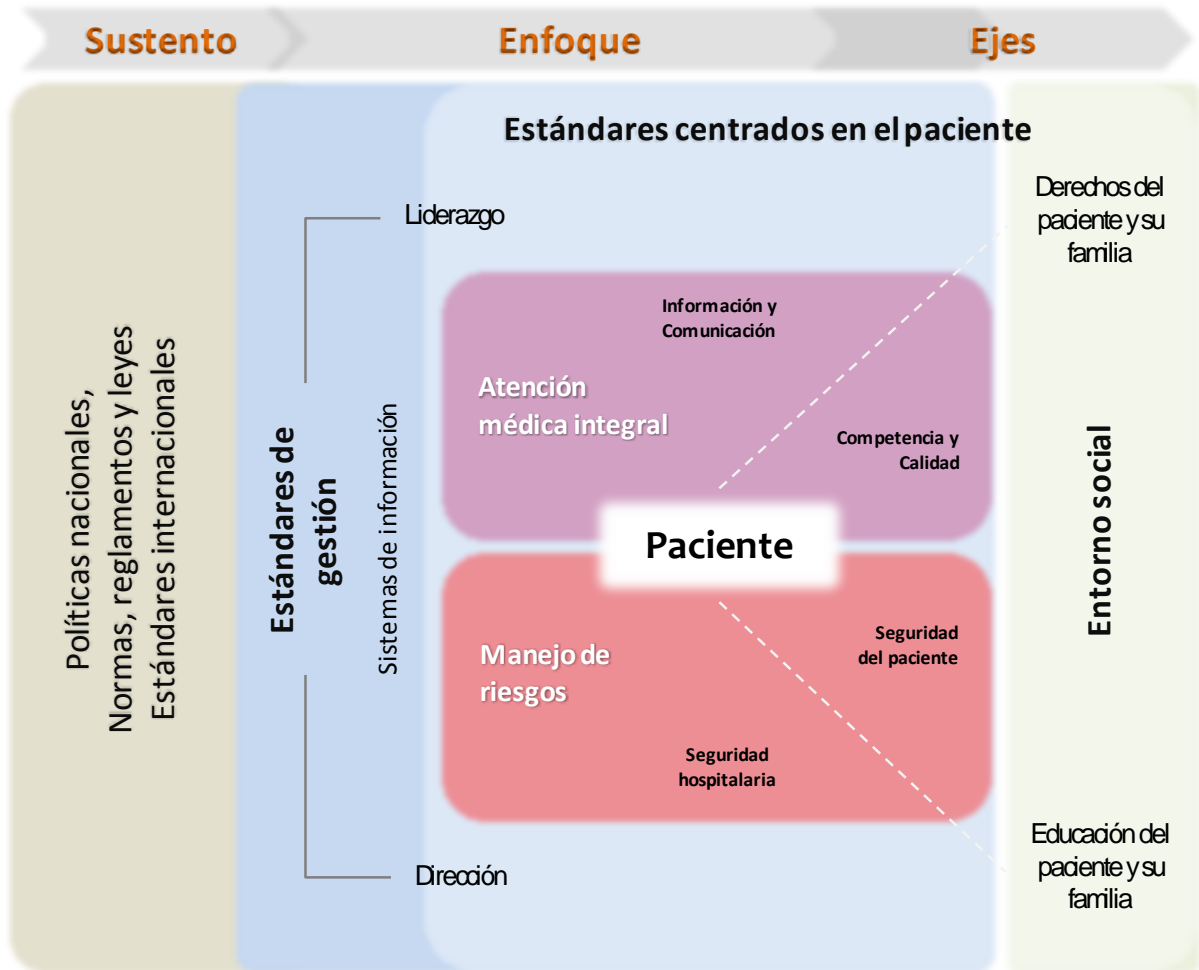 Sustento
Enfoque
Ejes
Estándares centrados en el paciente
Políticas nacionales,
Normas, reglamentos y leyes
Estándares internacionales
Estándares de
gestión
Liderazgo
Sistemas de información
Dirección
Información y
Comunicación
Atención
médica integral
Competencia y
Calidad
Paciente
Manejo de
riesgos
Seguridad
del paciente
Seguridad
hospitalaria
Derechos del
paciente y su
familia
Entorno social
Educación del
paciente y su
familia